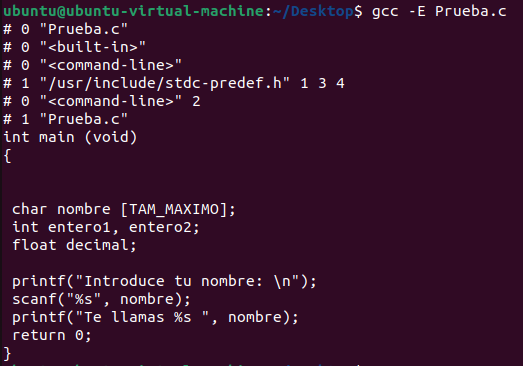 ubuntu@ubuntu-virtual-machine:~/Desktop$ gcc -E Prueba.c
# 0 "Prueba.c"
# 0 "<built-in>"
# 0 "<command-line>"
# 1 "/usr/include/stdc-predef.h" 1 3 4
# 0 "<command-line>" 2
# 1 "Prueba.c"
int main (void)
{
char nombre [TAM_MAXIMO];
int entero1, entero2;
float decimal;
printf("Introduce tu nombre: \n");
scanf("%s", nombre);
printf("Te llamas %s ", nombre);
return 0;
}